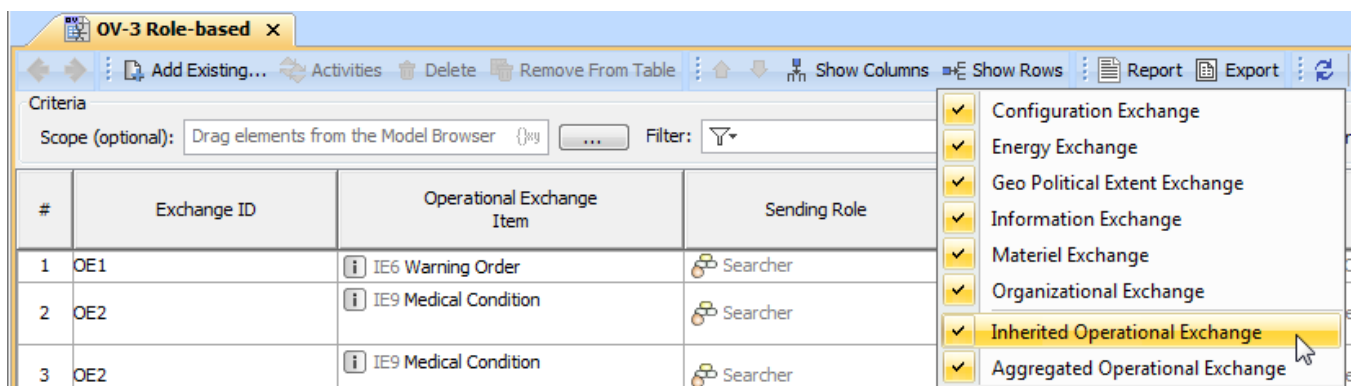 OV-3 Role-based
Add Existing... Activities Delete Remove From Table Show Columns Show Rows Report Export
Criteria
Scope (optional): Drag elements from the Model Browser ... Filter:
# Exchange ID Operational Exchange Item Sending Role
1 OE1 IE6 Warning Order Searcher
2 OE2 IE9 Medical Condition Searcher
3 OE2 IE9 Medical Condition Searcher
Configuration Exchange
Energy Exchange
Geo Political Extent Exchange
Information Exchange
Materiel Exchange
Organizational Exchange
Inherited Operational Exchange
Aggregated Operational Exchange